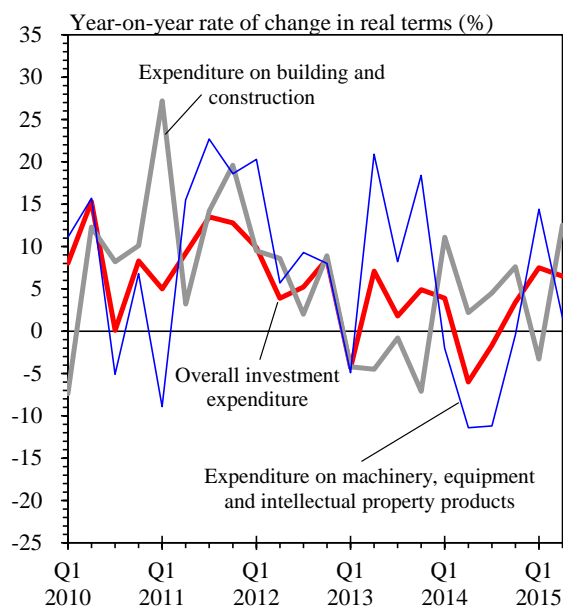 Year-on-year rate of change in real terms (%)
35
30
25
20
15
10
5
0
-5
-10
-15
-20
-25
Expenditure on building and
construction
Overall investment
expenditure
Expenditure on machinery, equipment
and intellectual property products
Q1 Q1 Q1 Q1 Q1 Q1
2010 2011 2012 2013 2014 2015